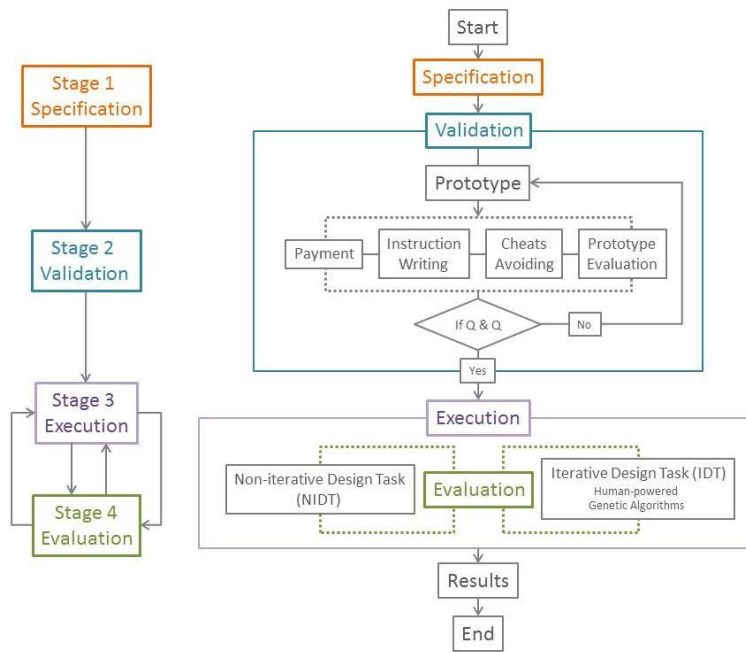 Stage 1
Specification
Stage 2
Validation
Stage 3
Execution
Stage 4
Evaluation
Start
Specification
Validation
Prototype
Payment
Instruction
Writing
Cheats
Avoiding
Prototype
Evaluation
If Q & Q
No
Yes
Execution
Non-iterative Design Task
(NIDT)
Evaluation
Iterative Design Task (IDT)
Human-powered
Genetic Algorithms
Results
End